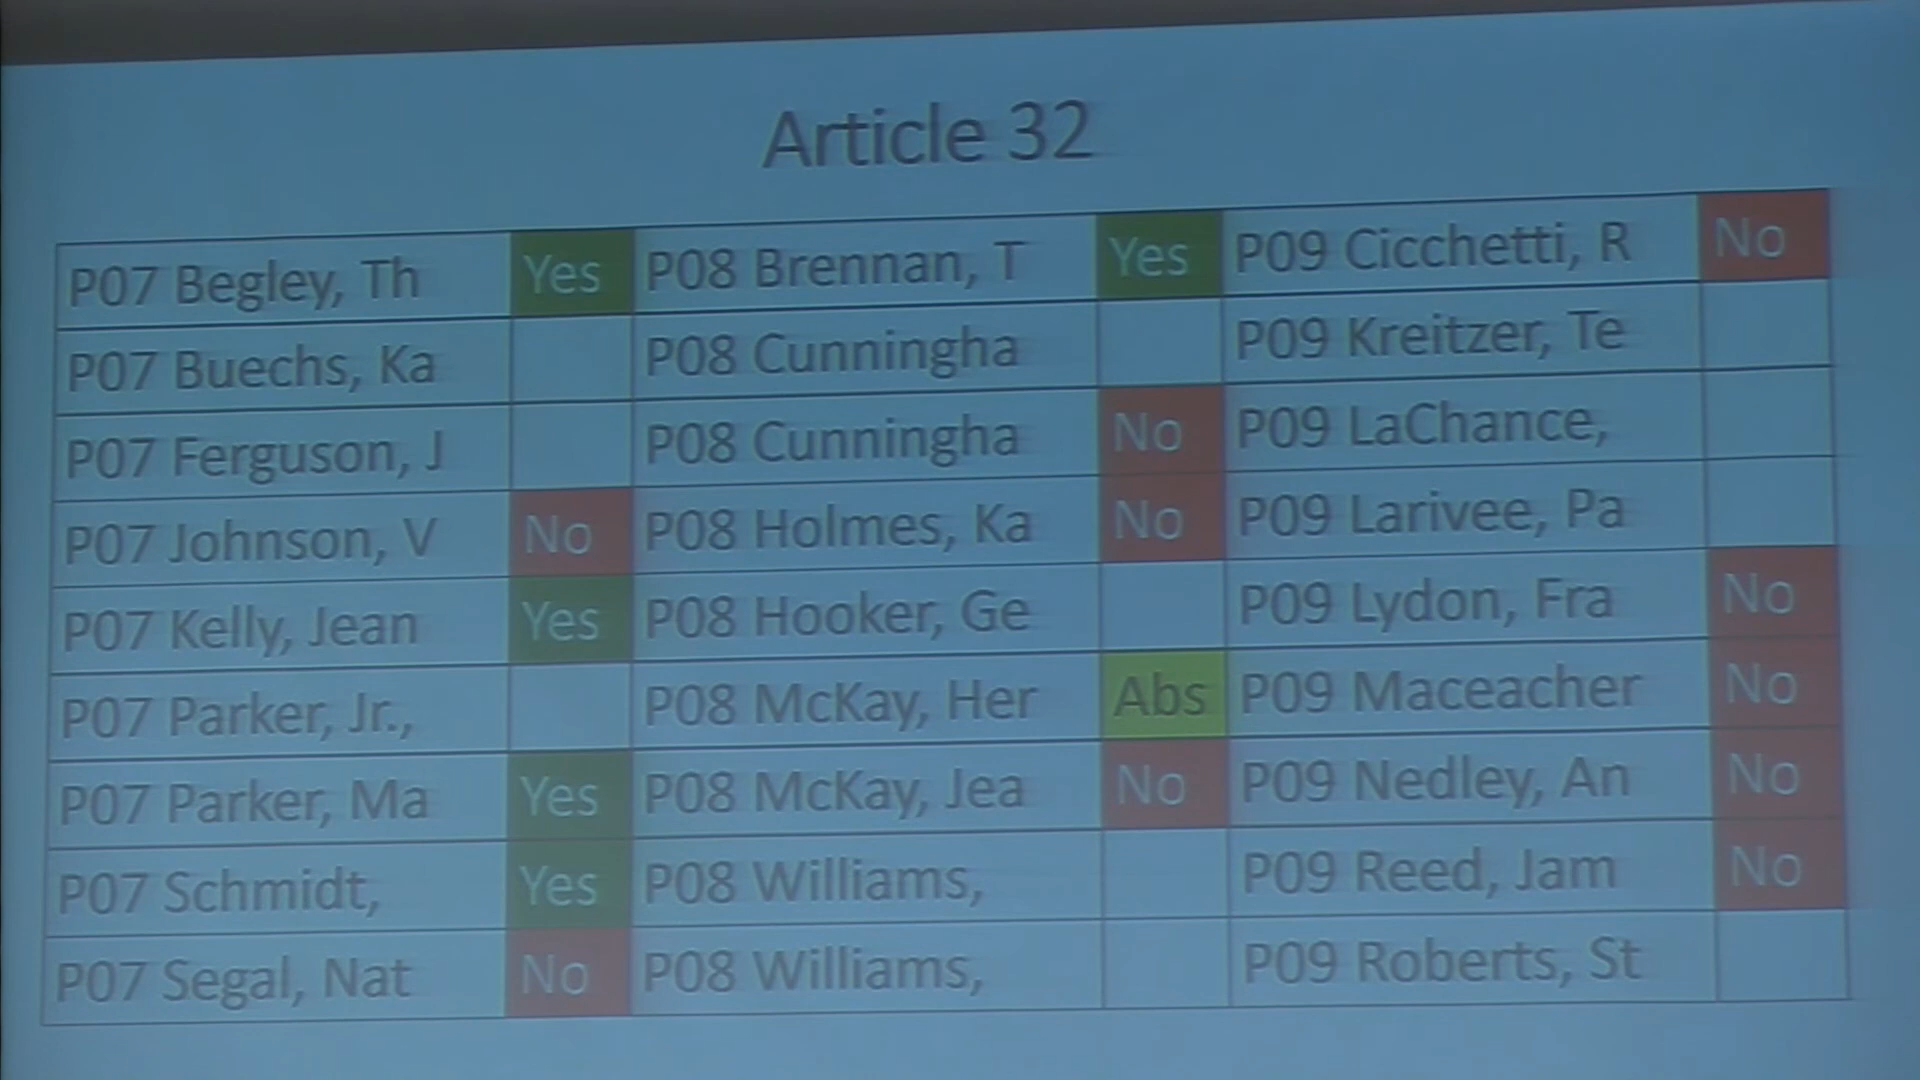 Article 32
P07 Begley, Th Yes P08 Brennan, T Yes P09 Cicchetti, R No
P07 Buechs, Ka P08 Cunningha P09 Kreitzer, Te
P07 Ferguson, J P08 Cunningha No P09 LaChance,
P07 Johnson, V No P08 Holmes, Ka No P09 Larivee, Pa
P07 Kelly, Jean Yes P08 Hooker, Ge P09 Lydon, Fra No
P07 Parker, Jr., P08 McKay, Her Abs P09 Maceacher No
P07 Parker, Ma Yes P08 McKay, Jea No P09 Nedley, An No
P07 Schmidt, Yes P08 Williams, P09 Reed, Jam No
P07 Segal, Nat No P08 Williams, P09 Roberts, St